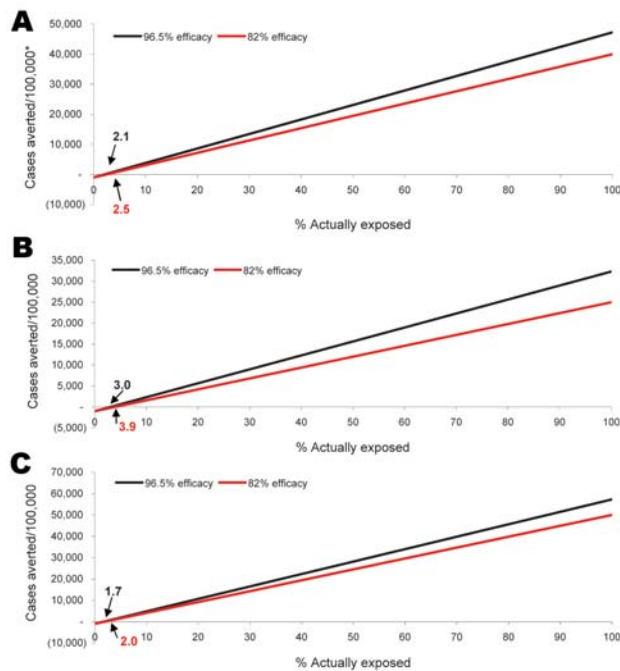 A
50,000
40,000
30,000
20,000
10,000
-
(10,000)
Cases averted/100,000*
96.5% efficacy 82% efficacy
2.1
2.5
0 10 20 30 40 50 60 70 80 90 100
% Actually exposed
B
35,000
30,000
25,000
20,000
15,000
10,000
5,000
-
(5,000)
Cases averted/100,000
96.5% efficacy 82% efficacy
3.0
3.9
0 10 20 30 40 50 60 70 80 90 100
% Actually exposed
C
70,000
60,000
50,000
40,000
30,000
20,000
10,000
-
(10,000)
Cases averted/100,000
96.5% efficacy 82% efficacy
1.7
2.0
0 10 20 30 40 50 60 70 80 90 100
% Actually exposed